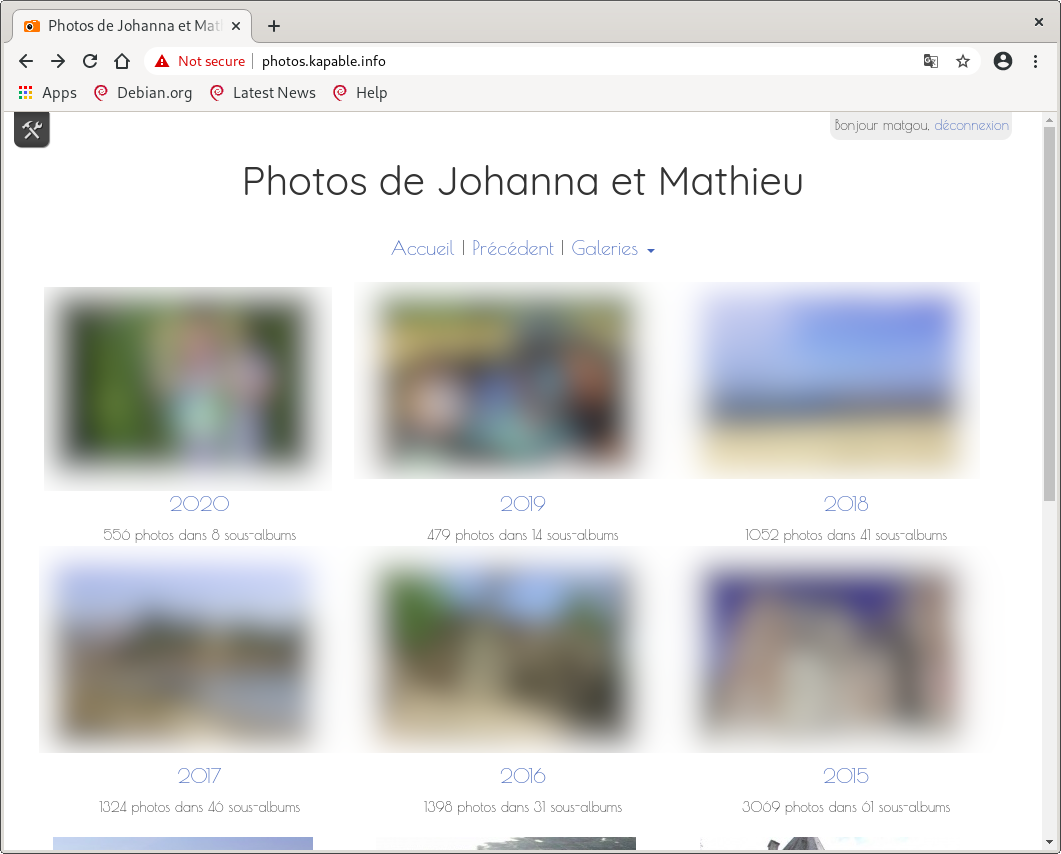 Photos de Johanna et Mat
Not secure photos.kapable.info
Apps Debian.org Latest News Help
Bonjour matgou, déconnexion
Photos de Johanna et Mathieu
Accueil | Précédent | Galeries
2020 2019 2018
556 photos dans 8 sous-albums 479 photos dans 14 sous-albums 1052 photos dans 41 sous-albums
2017 2016 2015
1324 photos dans 46 sous-albums 1398 photos dans 31 sous-albums 3069 photos dans 61 sous-albums